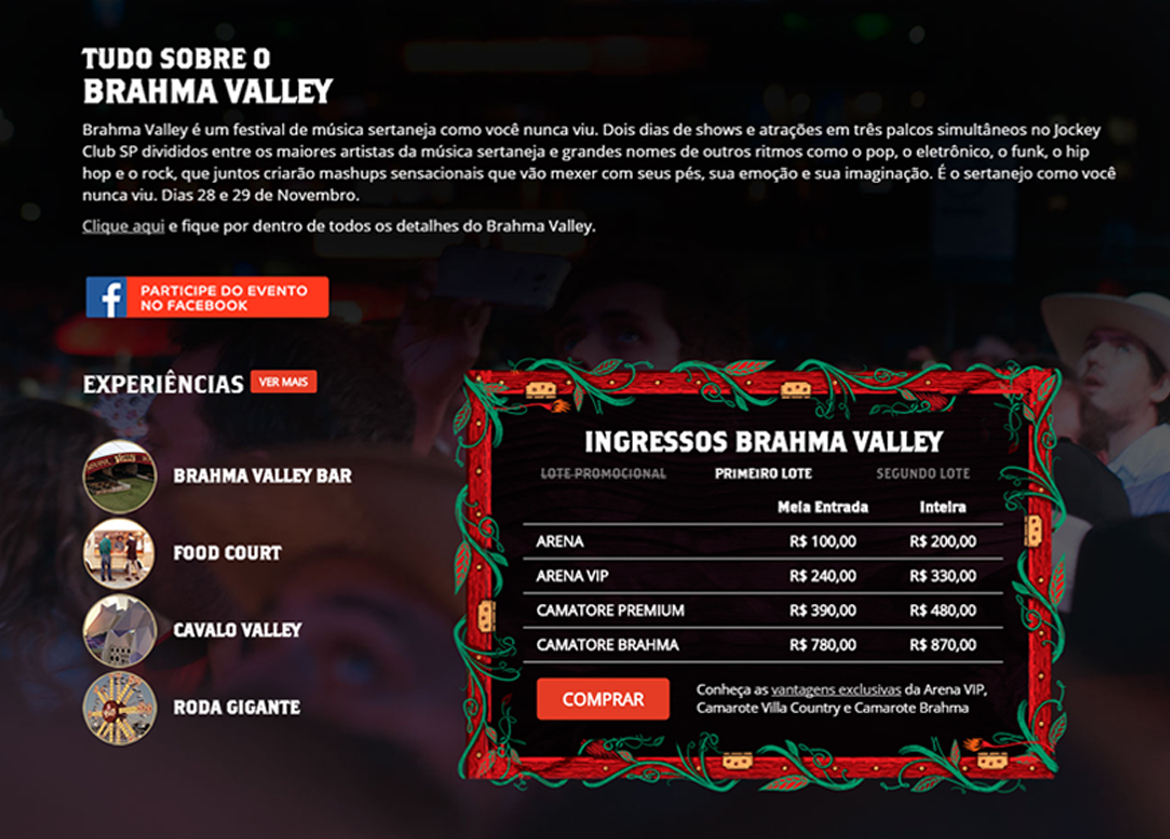 TUDO SOBRE O
BRAHMA VALLEY
Brahma Valley é um festival de música sertaneja como você nunca viu. Dois dias de shows e atrações em três palcos simultâneos no Jockey
Club SP divididos entre os maiores artistas da música sertaneja e grandes nomes de outros ritmos como o pop, o eletrônico, o funk, o hip
hop e o rock, que juntos criarão mashups sensacionais que vão mexer com seus pés, sua emoção e sua imaginação. É o sertanejo como você
nunca viu. Dias 28 e 29 de Novembro.
Clique aqui e fique por dentro de todos os detalhes do Brahma Valley.
f PARTICIPE DO EVENTO
NO FACEBOOK
EXPERIÊNCIAS VER MAIS
BRAHMA VALLEY BAR
FOOD COURT
CAVALO VALLEY
RODA GIGANTE
INGRESSOS BRAHMA VALLEY
LOTE PROMOCIONAL PRIMEIRO LOTE SEGUNDO LOTE
Meia Entrada Inteira
ARENA R$ 100,00 R$ 200,00
ARENA VIP R$ 240,00 R$ 330,00
CAMATORE PREMIUM R$ 390,00 R$ 480,00
CAMATORE BRAHMA R$ 780,00 R$ 870,00
COMPRAR
Conheça as vantagens exclusivas da Arena VIP,
Camarote Villa Country e Camarote Brahma